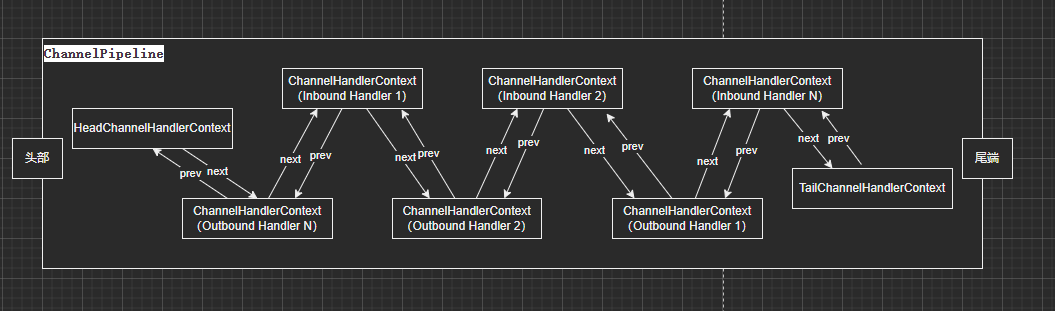 ChannelPipeline
ChannelHandlerContext
(Inbound Handler 1)
ChannelHandlerContext
(Inbound Handler 2)
ChannelHandlerContext
(Inbound Handler N)
HeadChannelHandlerContext
头部
prev
next
next
prev
next
prev
next
prev
next
prev
next
prev
next
prev
尾端
TailChannelHandlerContext
ChannelHandlerContext
(Outbound Handler N)
ChannelHandlerContext
(Outbound Handler 2)
ChannelHandlerContext
(Outbound Handler 1)